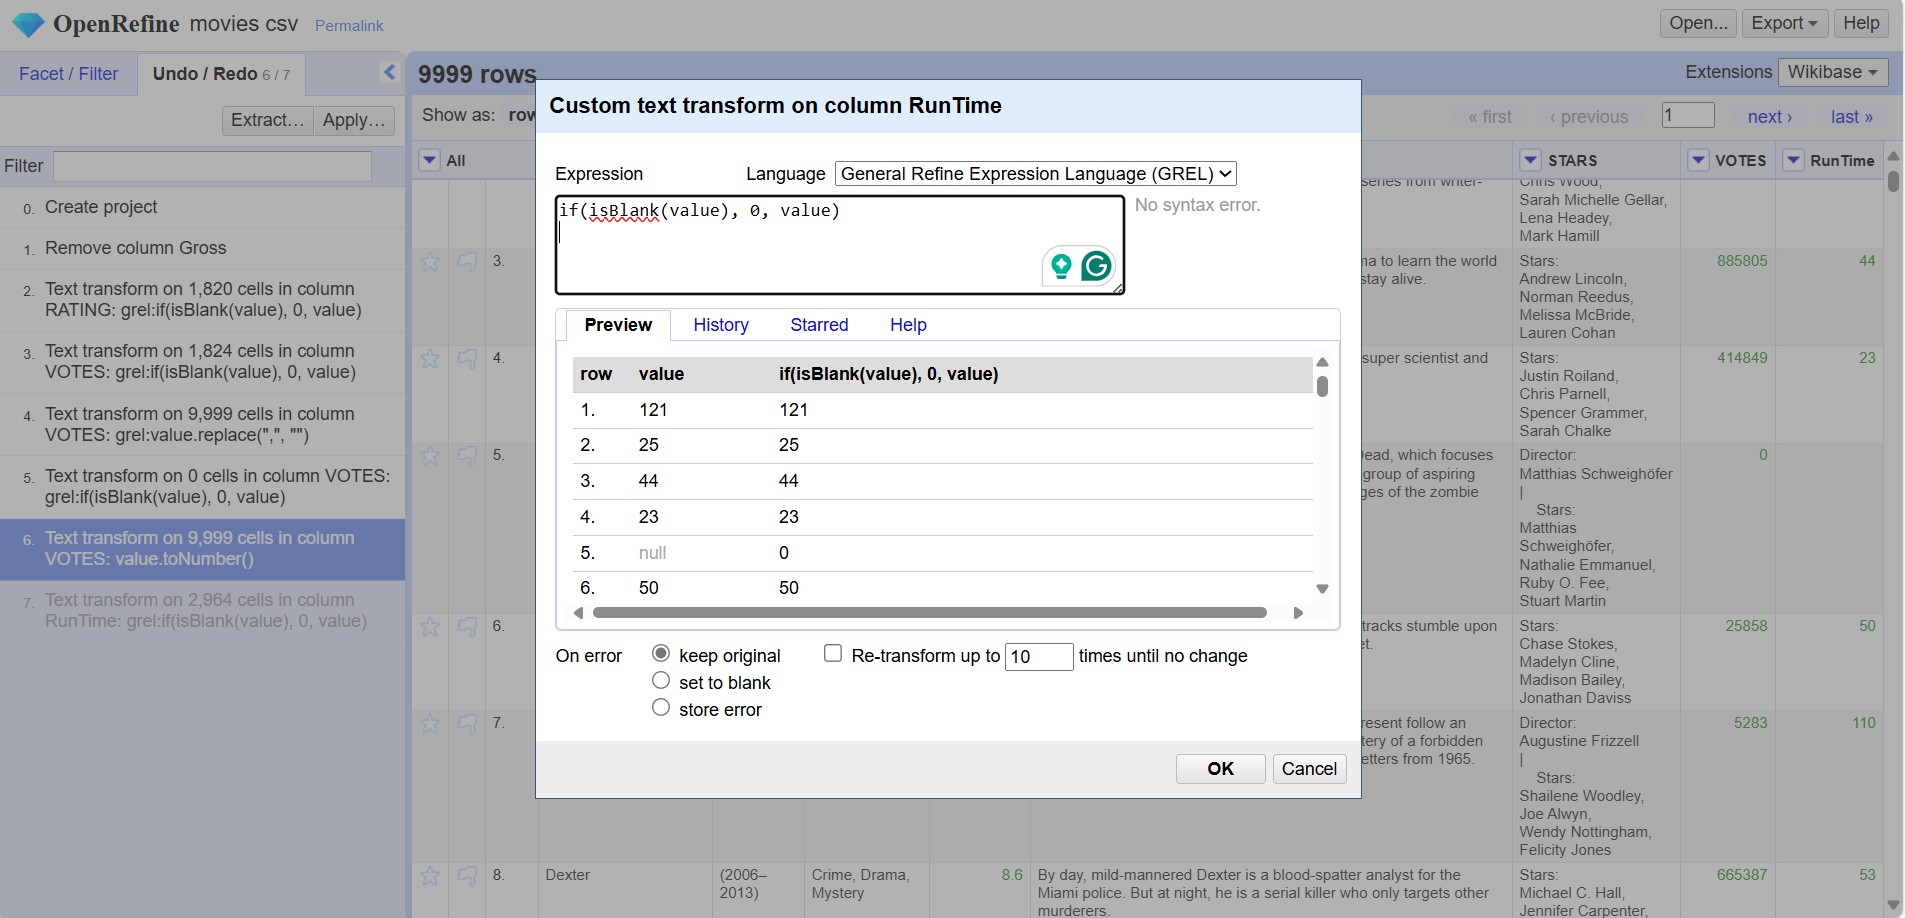 OpenRefine movies csv Permalink
Open... Export Help
Facet / Filter
Undo / Redo 6 / 7
Extract...
Apply...
Filter
0. Create project
1. Remove column Gross
2. Text transform on 1,820 cells in column
RATING: grel:if(isBlank(value), 0, value)
3. Text transform on 1,824 cells in column
VOTES: grel:if(isBlank(value), 0, value)
4. Text transform on 9,999 cells in column
VOTES: grel:value.replace(",", "")
5. Text transform on 0 cells in column VOTES:
grel:if(isBlank(value), 0, value)
6. Text transform on 9,999 cells in column
VOTES: value.toNumber()
7. Text transform on 2,964 cells in column
RunTime: grel:if(isBlank(value), 0, value)
9999 rows
Extensions Wikibase
Show as:
« first ‹ previous 1 next › last »
All
STARS
VOTES
RunTime
Custom text transform on column RunTime
Expression
Language General Refine Expression Language (GREL)
if(isBlank(value), 0, value)
No syntax error.
Preview
History
Starred
Help
row value if(isBlank(value), 0, value)
1. 121 121
2. 25 25
3. 44 44
4. 23 23
5. null 0
6. 50 50
On error
keep original
set to blank
store error
Re-transform up to 10 times until no change
OK
Cancel
series from writer-
Chris Wood,
Sarah Michelle Gellar,
Lena Headey,
Mark Hamill
3.
to learn the world
stay alive.
Stars:
Andrew Lincoln,
Norman Reedus,
Melissa McBride,
Lauren Cohan
885805
44
4.
super scientist and
Stars:
Justin Roiland,
Chris Parnell,
Spencer Grammer,
Sarah Chalke
414849
23
5.
which focuses
group of aspiring
of the zombie
Director:
Matthias Schweighöfer
|
Stars:
Matthias
Schweighöfer,
Nathalie Emmanuel,
Ruby O. Fee,
Stuart Martin
0
6.
tracks stumble upon
Stars:
Chase Stokes,
Madelyn Cline,
Madison Bailey,
Jonathan Daviss
25858
50
7.
follow an
of a forbidden
from 1965.
Director:
Augustine Frizzell
|
Stars:
Shailene Woodley,
Joe Alwyn,
Wendy Nottingham,
Felicity Jones
5283
110
8.
Dexter
(2006–
2013)
Crime, Drama,
Mystery
8.6
By day, mild-mannered Dexter is a blood-spatter analyst for the
Miami police. But at night, he is a serial killer who only targets other
murderers.
Stars:
Michael C. Hall,
Jennifer Carpenter,
665387
53